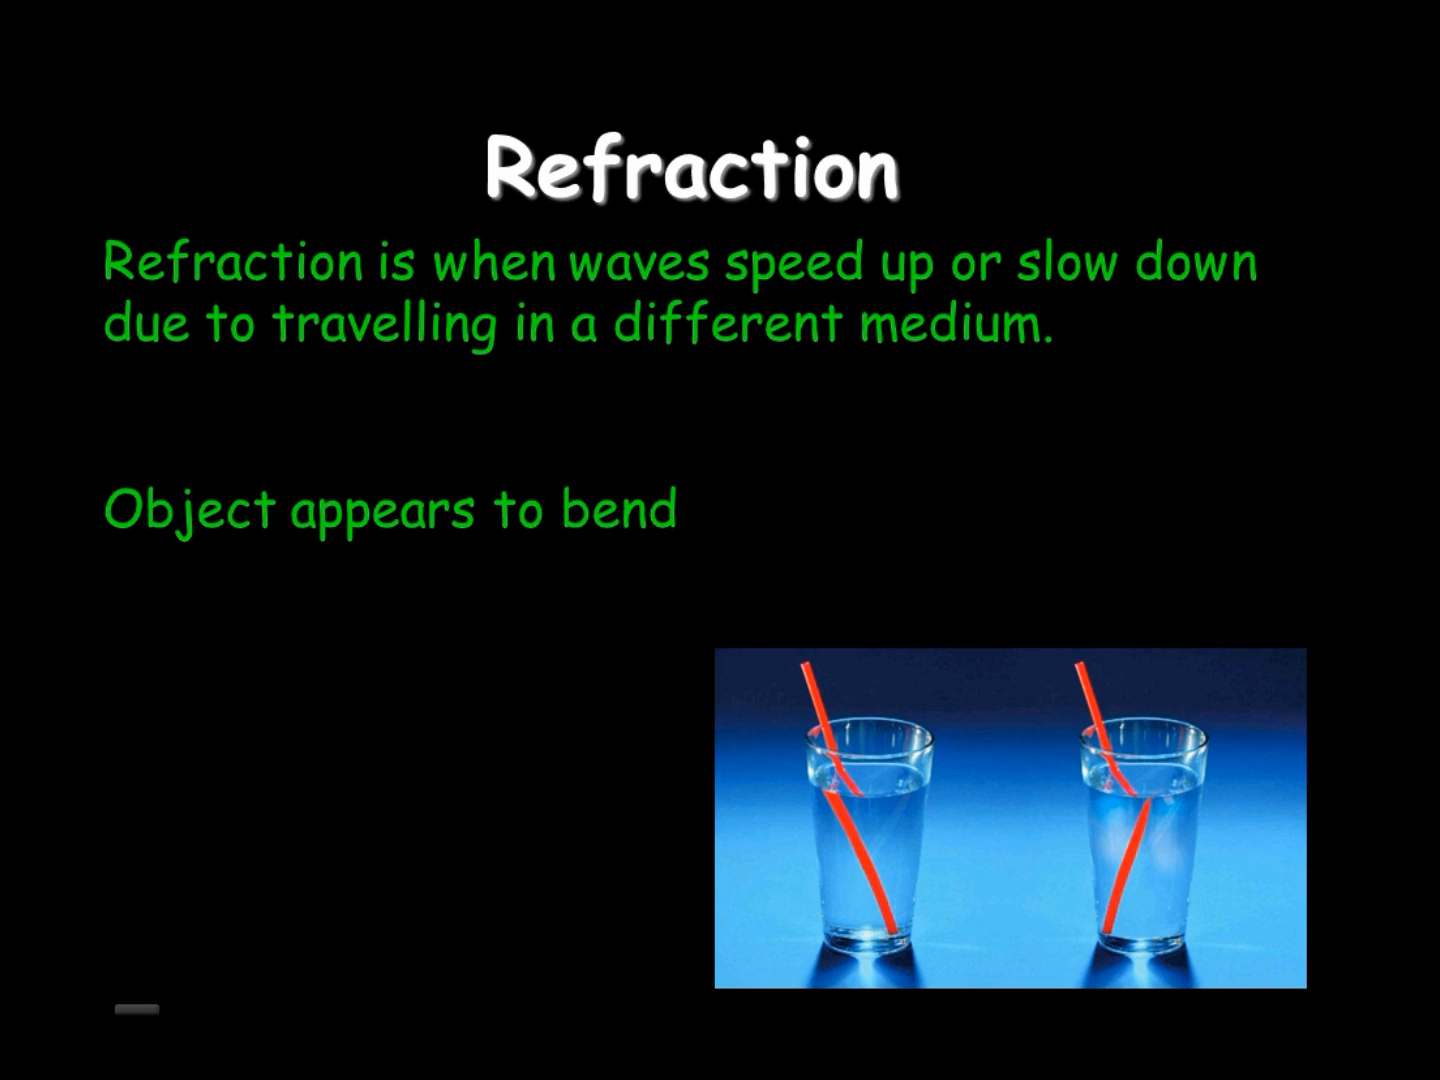 Refraction
Refraction is when waves speed up or slow down
due to travelling in a different medium.
Object appears to bend